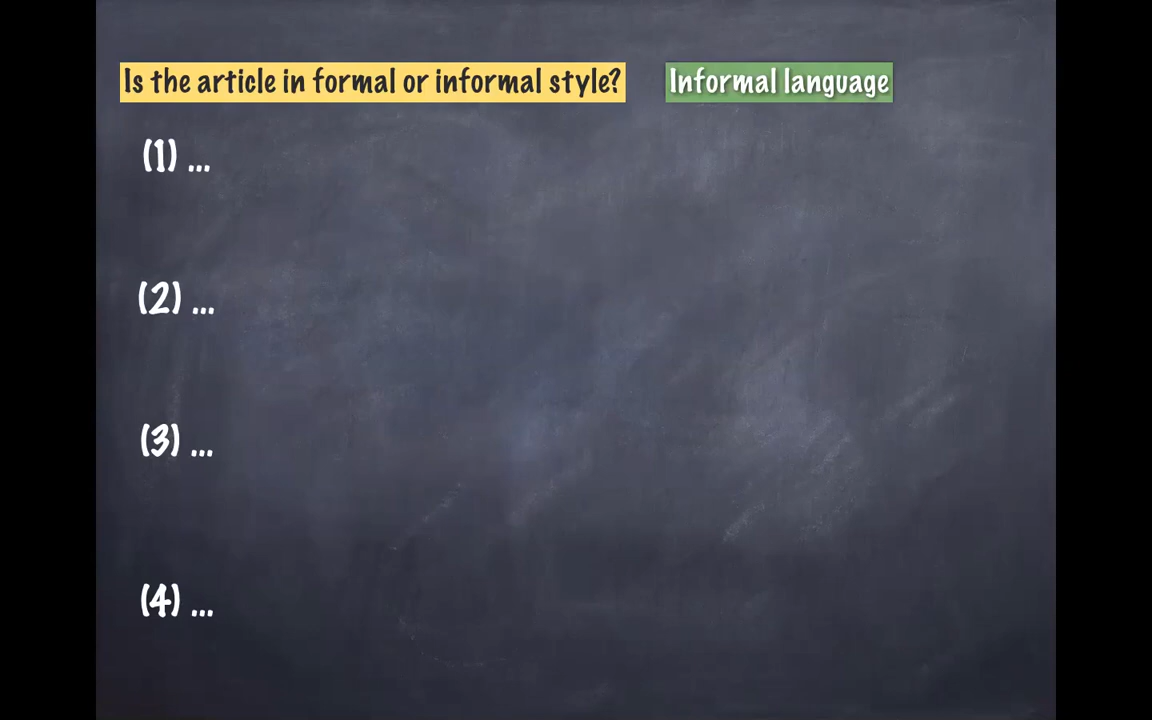 Is the article in formal or informal style? Informal language
(1) ...
(2) ...
(3) ...
(4) ...